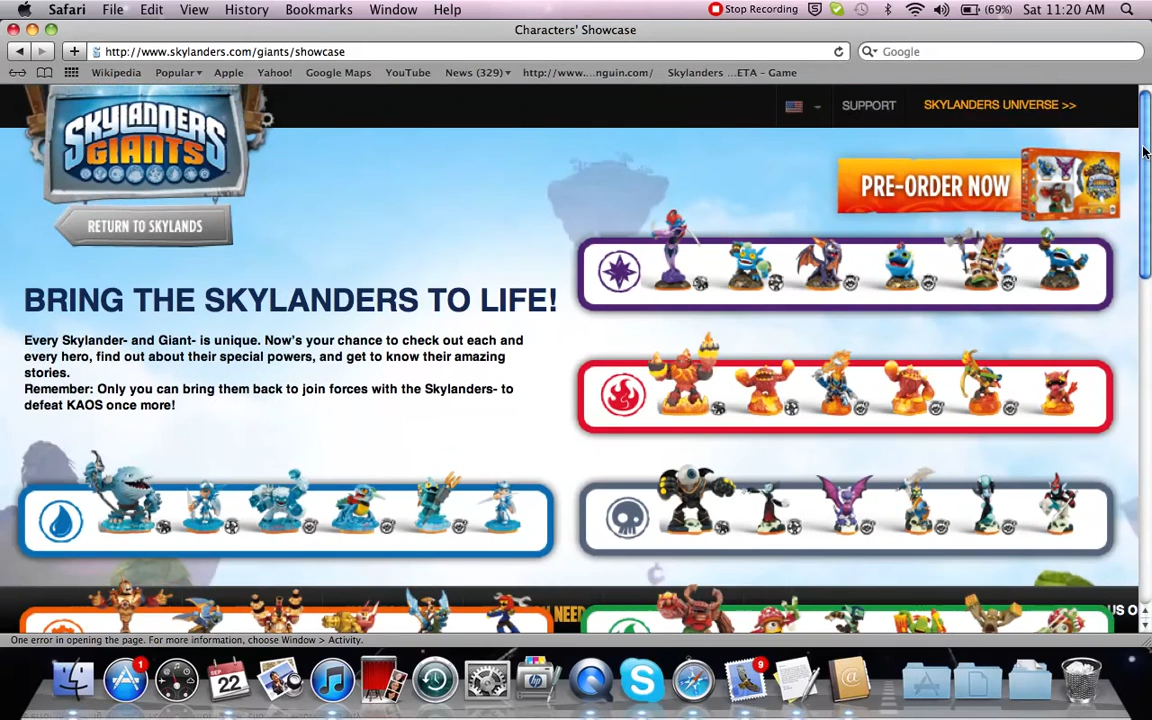 Safari File Edit View History Bookmarks Window Help Stop Recording (69%) Sat 11:20 AM
Characters' Showcase
http://www.skylanders.com/giants/showcase Google
Wikipedia Popular Apple Yahoo! Google Maps YouTube News (329) http://www....nguin.com/ Skylanders ...ETA - Game
SKYLANDERS
GIANTS
SUPPORT SKYLANDERS UNIVERSE >>
PRE-ORDER NOW
RETURN TO SKYLANDS
BRING THE SKYLANDERS TO LIFE!
Every Skylander- and Giant- is unique. Now's your chance to check out each and
every hero, find out about their special powers, and get to know their amazing
stories.
Remember: Only you can bring them back to join forces with the Skylanders- to
defeat KAOS once more!
NEED
US O
One error in opening the page. For more information, choose Window > Activity.
1
SEP
22
9